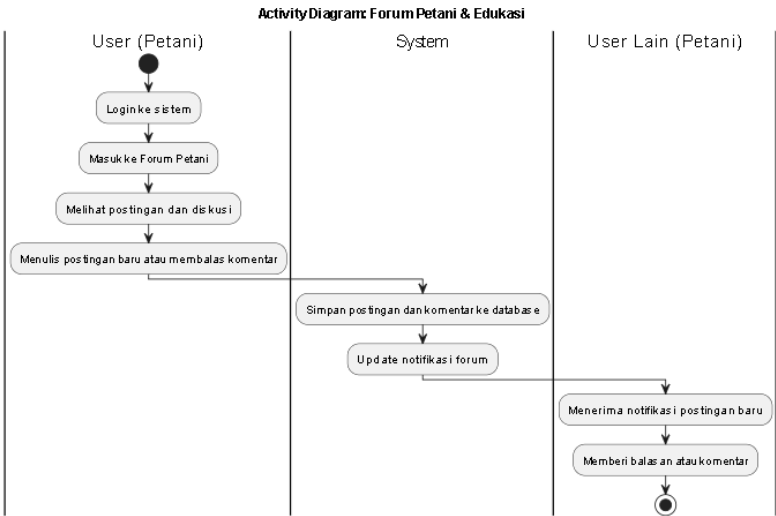 Activity Diagram: Forum Petani & Edukasi
User (Petani)
System
User Lain (Petani)
Login ke sistem
Masuk ke Forum Petani
Melihat postingan dan diskusi
Menulis postingan baru atau membalas komentar
Simpan postingan dan komentar ke database
Update notifikasi forum
Menerima notifikasi postingan baru
Memberi balasan atau komentar